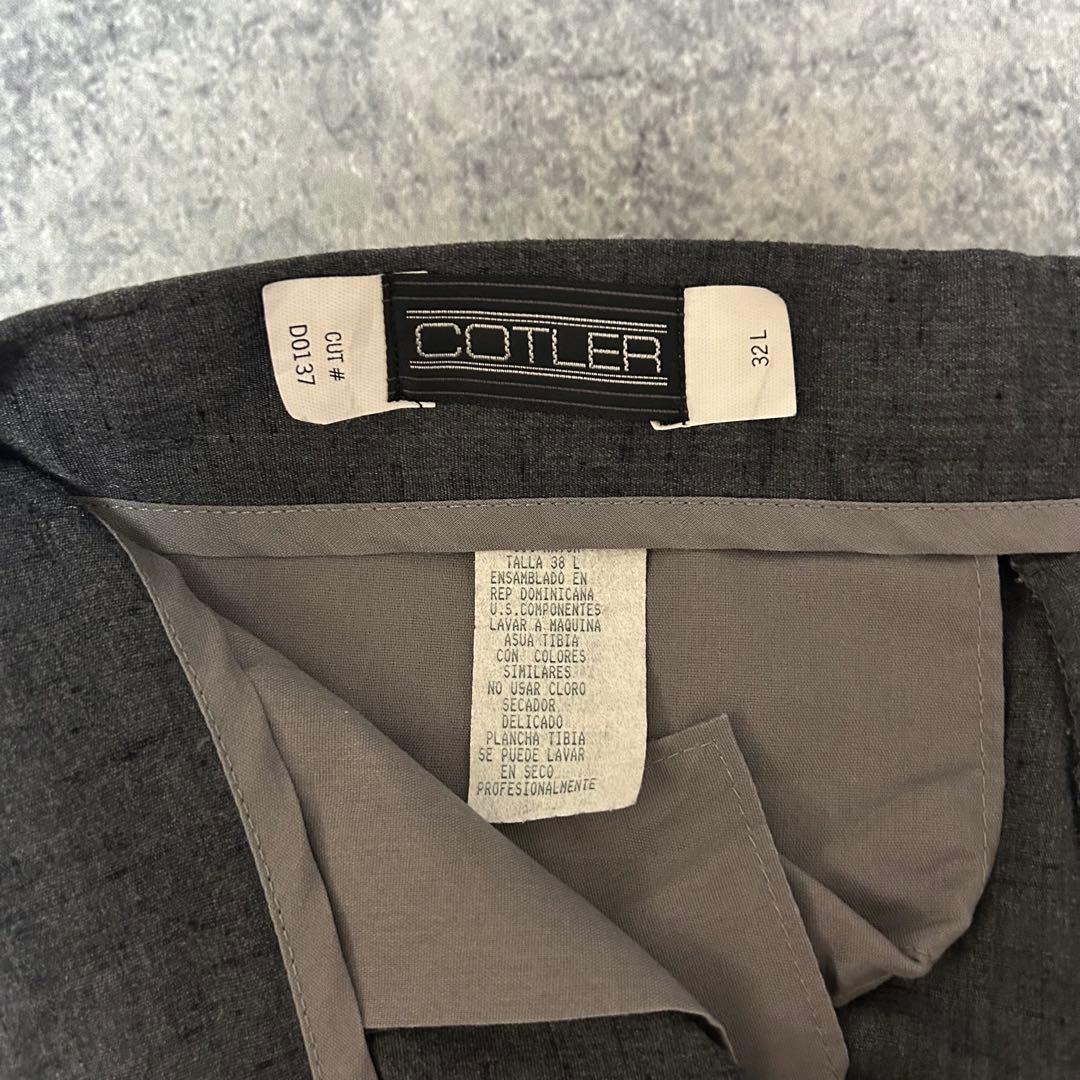 CUT #
D0137
COTLER
32 L
TALLA 38 L
ENSAMBLADO EN
REP DOMINICANA
U.S.COMPONENTES
LAVAR A MAQUINA
ASUA TIBIA
CON COLORES
SIMILARES
NO USAR CLORO
SECADOR
DELICADO
PLANCHA TIBIA
SE PUEDE LAVAR
EN SECO
PROFESIONALMENTE